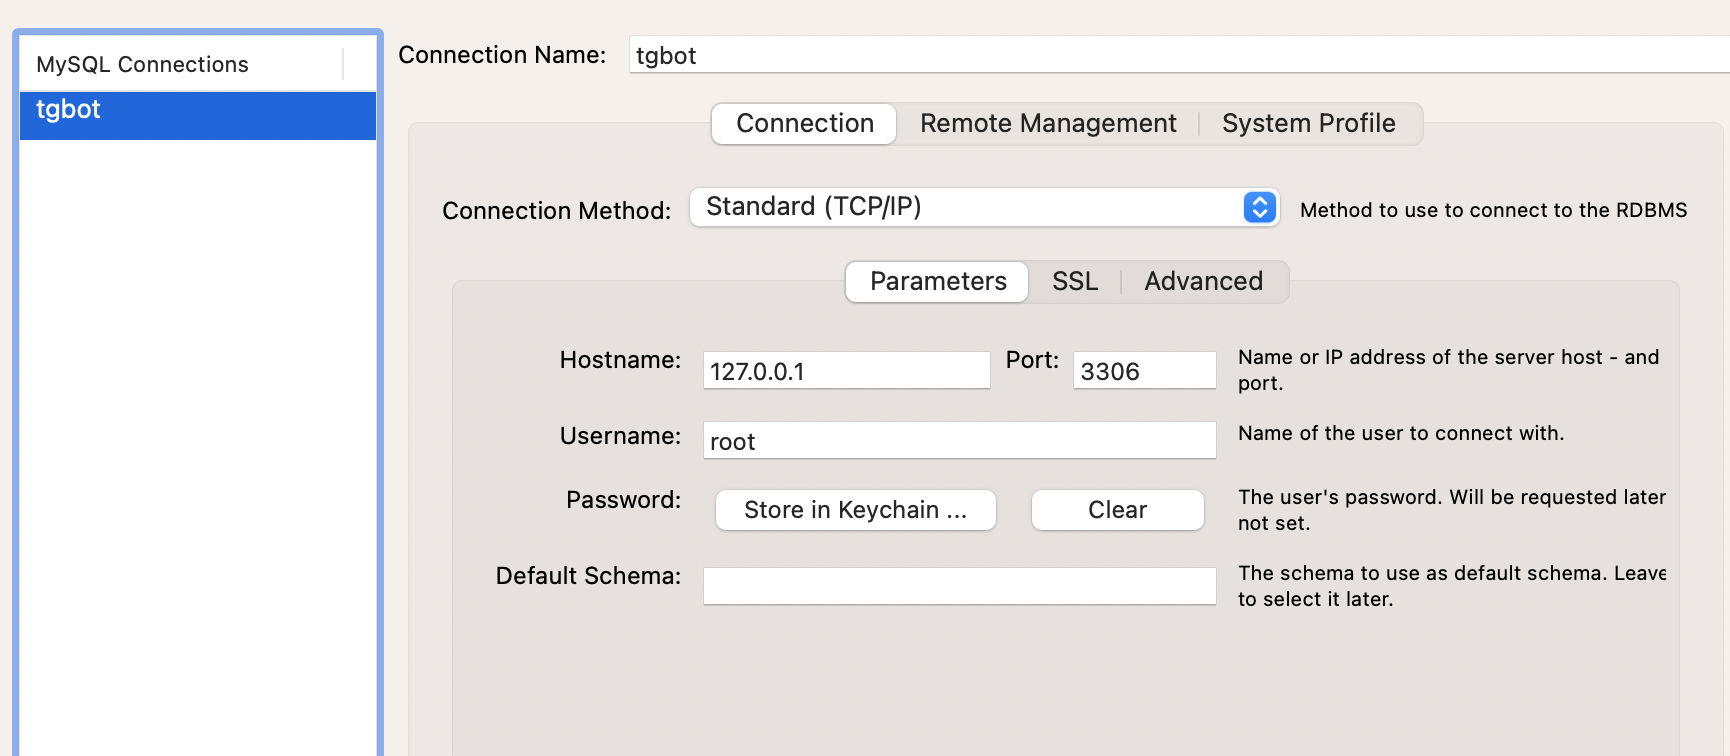 MySQL Connections
tgbot
Connection Name:
tgbot
Connection
Remote Management
System Profile
Connection Method:
Standard (TCP/IP)
Method to use to connect to the RDBMS
Parameters
SSL
Advanced
Hostname:
127.0.0.1
Port:
3306
Name or IP address of the server host - and
port.
Username:
root
Name of the user to connect with.
Password:
Store in Keychain ...
Clear
The user's password. Will be requested later
not set.
Default Schema:
The schema to use as default schema. Leave
to select it later.